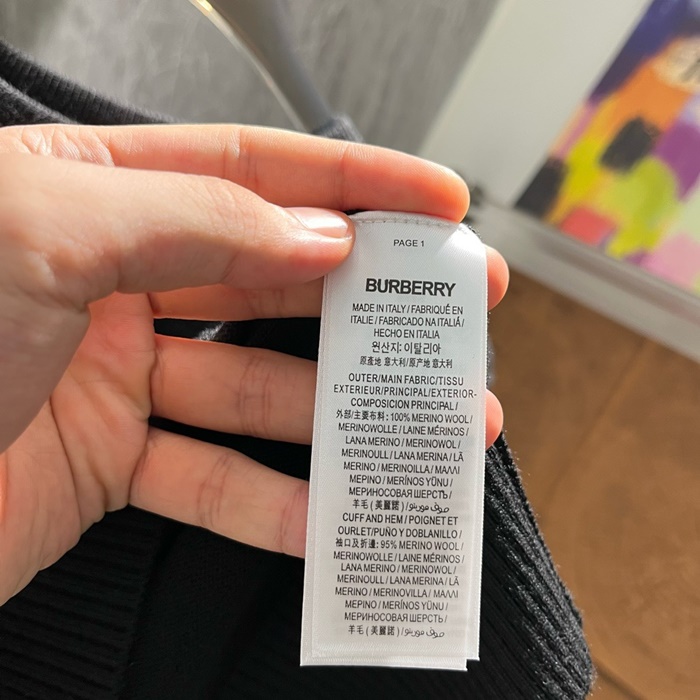 PAGE 1
BURBERRY
MADE IN ITALY / FABRIQUÉ EN
ITALIE / FABRICADO NA ITALIÁ /
HECHO EN ITALIA
원산지: 이탈리아
原產地 意大利/原产地 意大利
OUTER/MAIN FABRIC/TISSU
EXTERIEUR/PRINCIPAL/EXTERIOR-
COMPOSICION PRINCIPAL /
外部/主要布料: 100% MERINO WOOL /
MERINOWOLLE / LAINE MÉRINOS /
LANA MERINO / MERINOWOL /
MERINOULL / LANA MERINA / LÃ
MERINO / MERINOILLA / ΜΑΛΛΙ
ΜΕΡΙΝΟ / MERİNOS YÜNU /
МЕРИНОСОВАЯ ШЕРСТЬ /
羊毛 ( 美麗諾 ) / صوف مورينو
CUFF AND HEM / POIGNET ET
OURLET/PUÑO Y DOBLANILLO /
袖口及折邊: 95% MERINO WOOL /
MERINOWOLLE / LAINE MÉRINOS /
LANA MERINO / MERINOWOL /
MERINOULL / LANA MERINA / LÃ
MERINO / MERINOVILLA / ΜΑΛΛΙ
ΜΕΡΙΝΟ / MERİNOS YÜNU /
МЕРИНОСОВАЯ ШЕРСТЬ /
羊毛 ( 美麗諾 ) / صوف مورينو